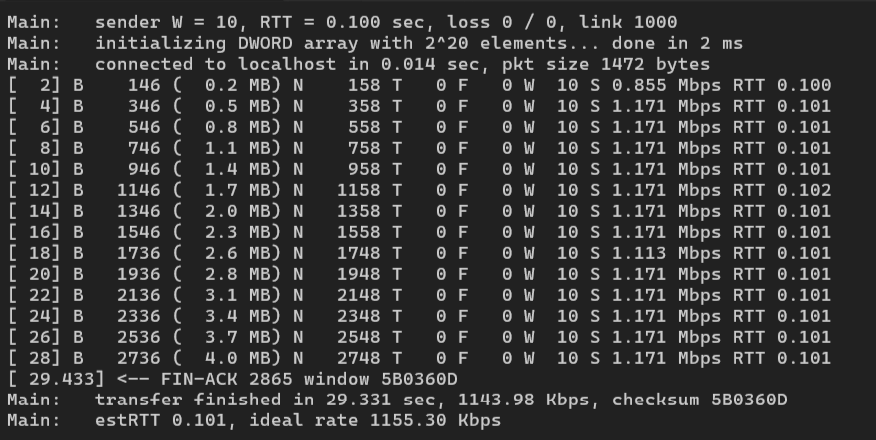 Main:   sender W = 10, RTT = 0.100 sec, loss 0 / 0, link 1000
Main:   initializing DWORD array with 2^20 elements... done in 2 ms
Main:   connected to localhost in 0.014 sec, pkt size 1472 bytes
[  2] B     146 (  0.2 MB) N     158 T   0 F   0 W  10 S 0.855 Mbps RTT 0.100
[  4] B     346 (  0.5 MB) N     358 T   0 F   0 W  10 S 1.171 Mbps RTT 0.101
[  6] B     546 (  0.8 MB) N     558 T   0 F   0 W  10 S 1.171 Mbps RTT 0.101
[  8] B     746 (  1.1 MB) N     758 T   0 F   0 W  10 S 1.171 Mbps RTT 0.101
[ 10] B     946 (  1.4 MB) N     958 T   0 F   0 W  10 S 1.171 Mbps RTT 0.101
[ 12] B    1146 (  1.7 MB) N    1158 T   0 F   0 W  10 S 1.171 Mbps RTT 0.102
[ 14] B    1346 (  2.0 MB) N    1358 T   0 F   0 W  10 S 1.171 Mbps RTT 0.101
[ 16] B    1546 (  2.3 MB) N    1558 T   0 F   0 W  10 S 1.171 Mbps RTT 0.101
[ 18] B    1736 (  2.6 MB) N    1748 T   0 F   0 W  10 S 1.113 Mbps RTT 0.101
[ 20] B    1936 (  2.8 MB) N    1948 T   0 F   0 W  10 S 1.171 Mbps RTT 0.101
[ 22] B    2136 (  3.1 MB) N    2148 T   0 F   0 W  10 S 1.171 Mbps RTT 0.101
[ 24] B    2336 (  3.4 MB) N    2348 T   0 F   0 W  10 S 1.171 Mbps RTT 0.101
[ 26] B    2536 (  3.7 MB) N    2548 T   0 F   0 W  10 S 1.171 Mbps RTT 0.101
[ 28] B    2736 (  4.0 MB) N    2748 T   0 F   0 W  10 S 1.171 Mbps RTT 0.101
[ 29.433] <-- FIN-ACK 2865 window 5B0360D
Main:   transfer finished in 29.331 sec, 1143.98 Kbps, checksum 5B0360D
Main:   estRTT 0.101, ideal rate 1155.30 Kbps